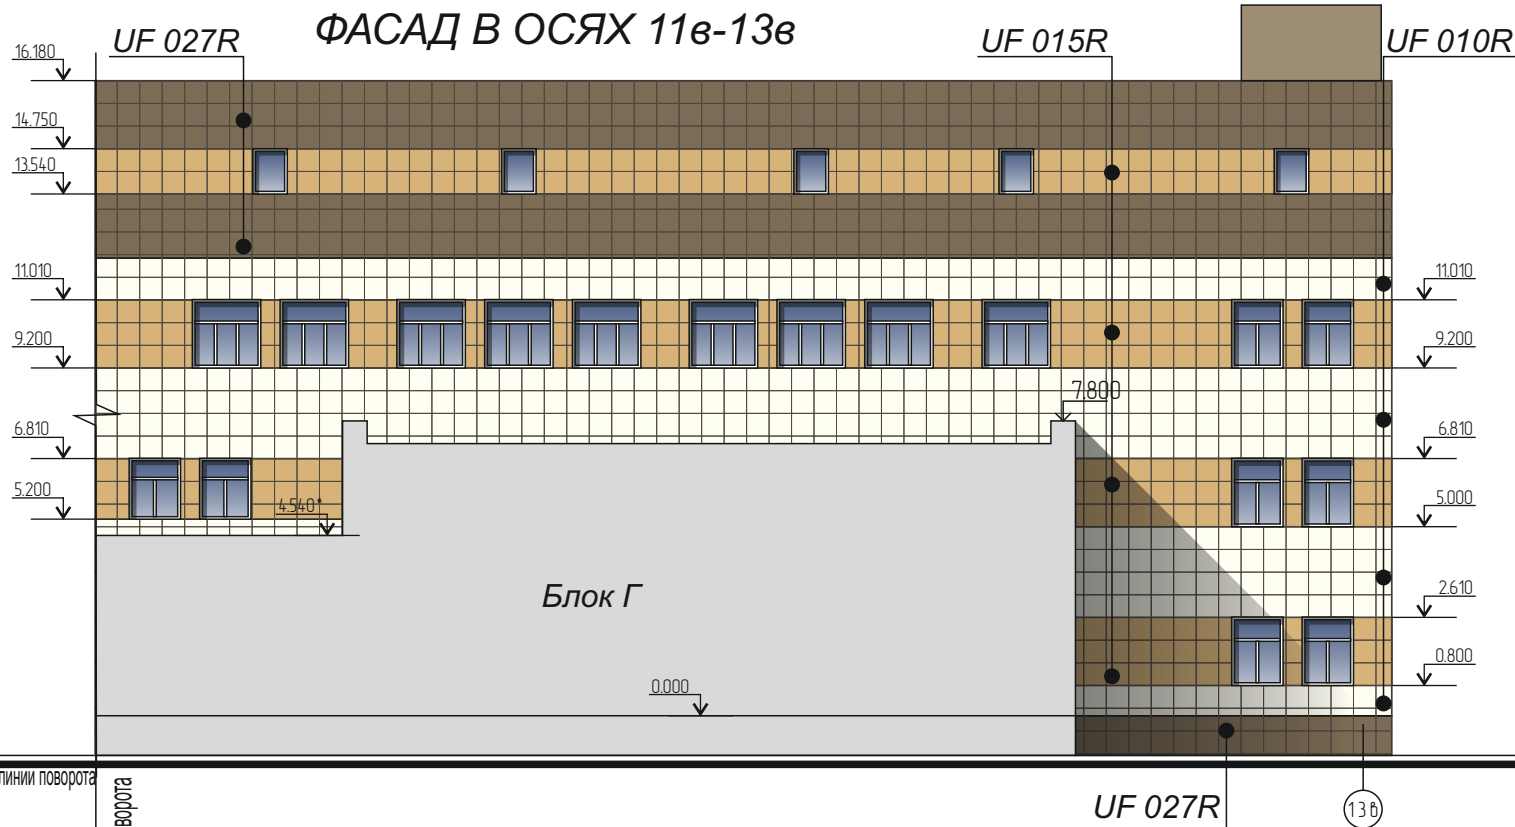 ФАСАД В ОСЯХ 11в-13в
UF 027R
UF 015R
UF 010R
16.180
14.750
13.540
11.010
11.010
9.200
9.200
7.800
6.810
6.810
5.200
5.000
4.540*
Блок Г
2.610
0.800
0.000
линии поворота
ворота
UF 027R
13в